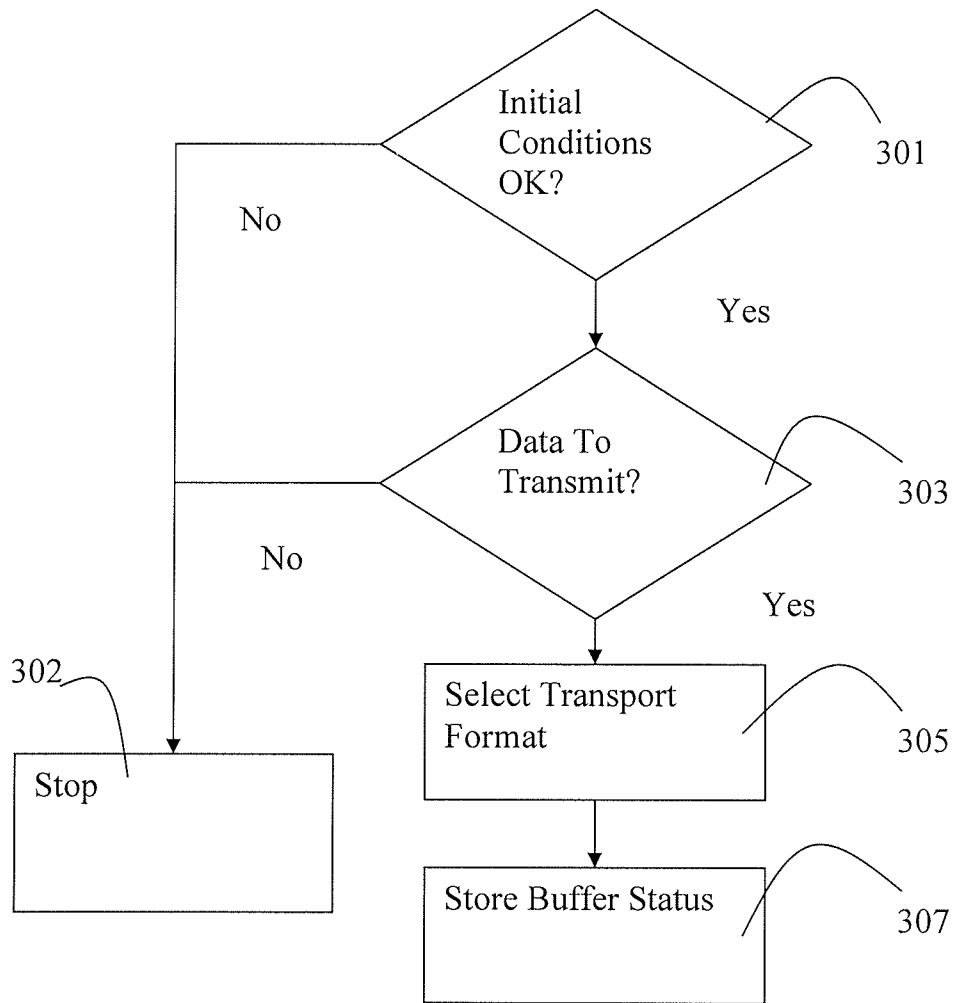 Initial
Conditions
OK?
301
No
Yes
Data To
Transmit?
303
No
Yes
302
Select Transport
Format
305
Stop
Store Buffer Status
307